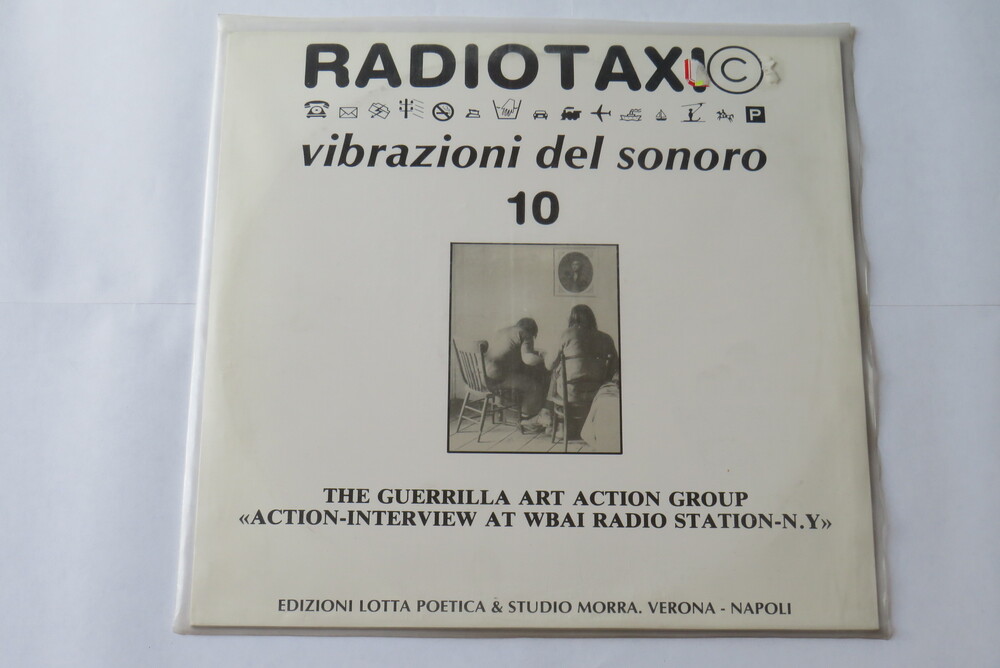 RADIOTAXI©
P
vibrazioni del sonoro
10
THE GUERRILLA ART ACTION GROUP
«ACTION-INTERVIEW AT WBAI RADIO STATION-N.Y»
EDIZIONI LOTTA POETICA & STUDIO MORRA. VERONA - NAPOLI